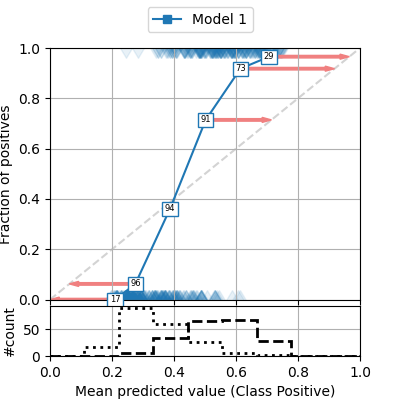 Model 1
Fraction of positives
1.0
0.8
0.6
0.4
0.2
0.0
29
73
91
94
96
17
#count
50
0
0.0 0.2 0.4 0.6 0.8 1.0
Mean predicted value (Class Positive)